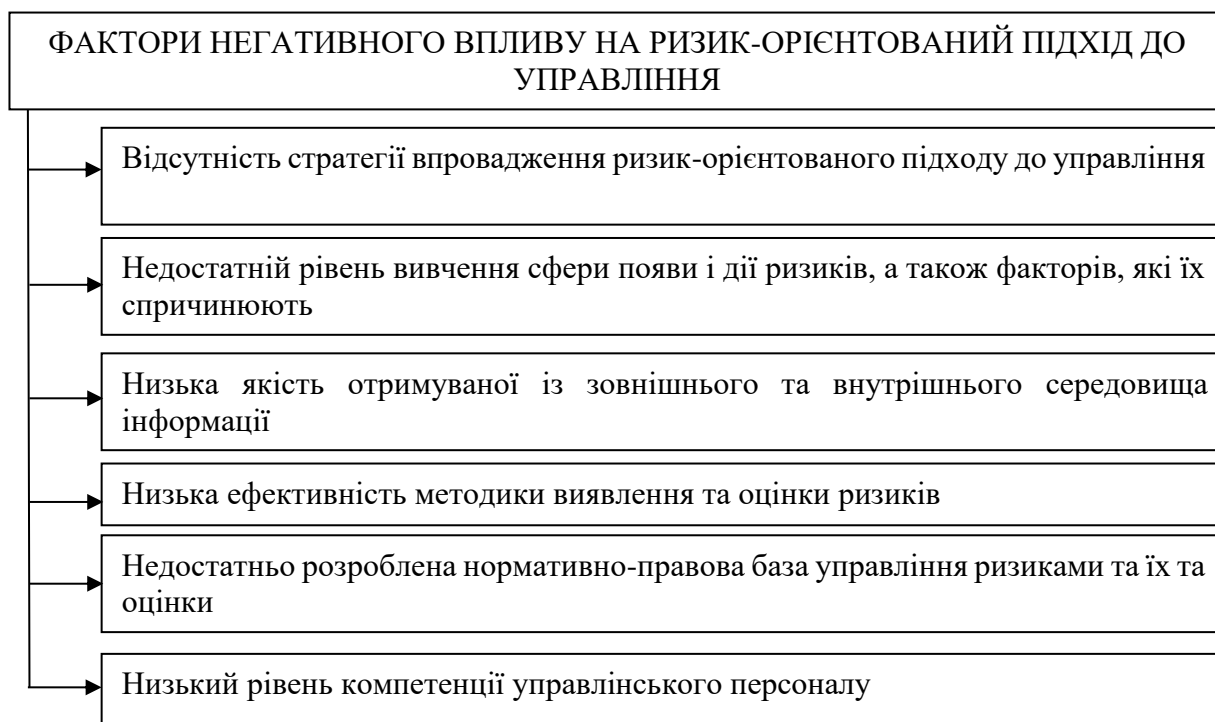 ФАКТОРИ НЕГАТИВНОГО ВПЛИВУ НА РИЗИК-ОРІЄНТОВАНИЙ ПІДХІД ДО
УПРАВЛІННЯ
Відсутність стратегії впровадження ризик-орієнтованого підходу до управління
Недостатній рівень вивчення сфери появи і дії ризиків, а також факторів, які їх
спричинюють
Низька якість отримуваної із зовнішнього та внутрішнього середовища
інформації
Низька ефективність методики виявлення та оцінки ризиків
Недостатньо розроблена нормативно-правова база управління ризиками та їх та
оцінки
Низький рівень компетенції управлінського персоналу